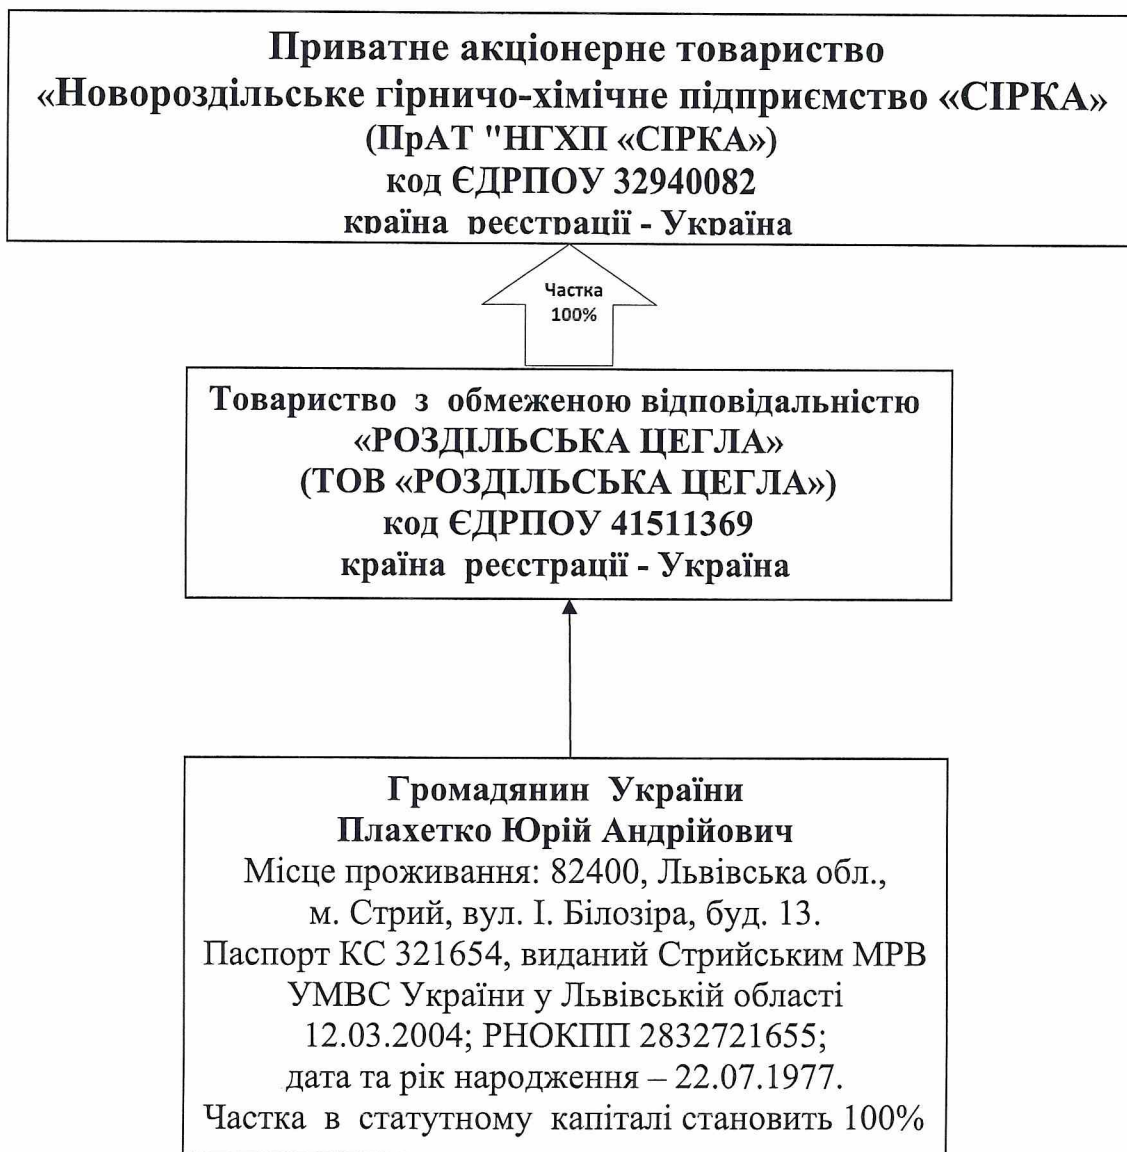 Приватне акціонерне товариство
«Новороздільське гірничо-хімічне підприємство «СІРКА»
(ПрАТ "НГХП «СІРКА»)
код ЄДРПОУ 32940082
країна реєстрації - Україна
Частка
100%
Товариство з обмеженою відповідальністю
«РОЗДІЛЬСЬКА ЦЕГЛА»
(ТОВ «РОЗДІЛЬСЬКА ЦЕГЛА»)
код ЄДРПОУ 41511369
країна реєстрації - Україна
Громадянин України
Плахетко Юрій Андрійович
Місце проживання: 82400, Львівська обл.,
м. Стрий, вул. І. Білозіра, буд. 13.
Паспорт КС 321654, виданий Стрийським МРВ
УМВС України у Львівській області
12.03.2004; РНОКПП 2832721655;
дата та рік народження – 22.07.1977.
Частка в статутному капіталі становить 100%